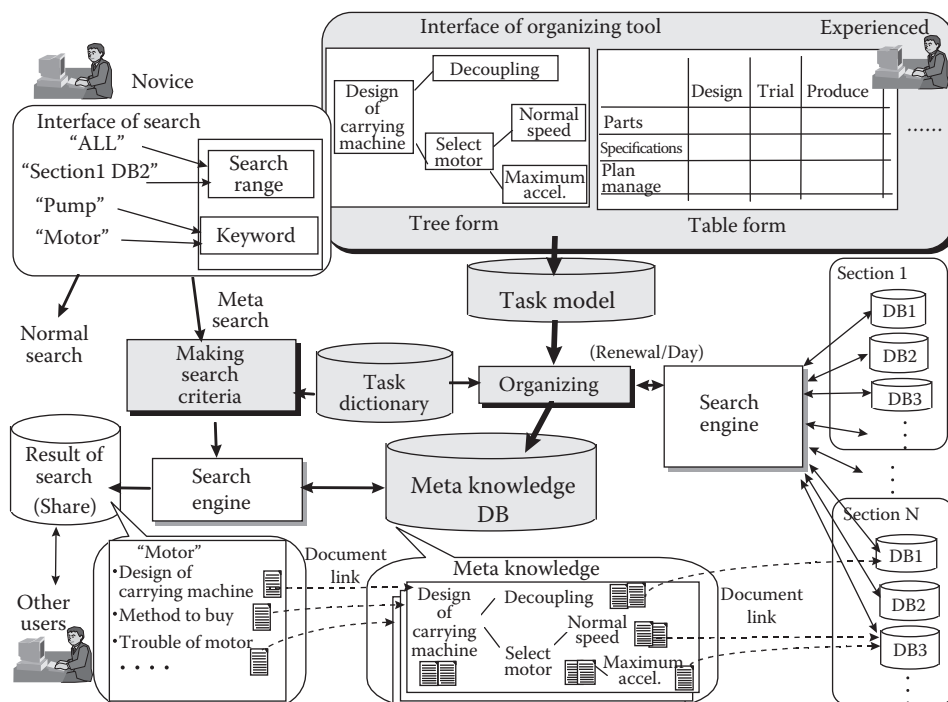 Novice
Interface of organizing tool
Experienced
Design
of
carrying
machine
Decoupling
Select
motor
Normal
speed
Maximum
accel.
Tree form
Design
Trial
Produce
Parts
Specifications
Plan
manage
......
Table form
Interface of search
“ALL”
“Section1 DB2”
“Pump”
“Motor”
Search
range
Keyword
Normal
search
Meta
search
Task model
Making
search
criteria
Task
dictionary
Organizing
(Renewal/Day)
Search
engine
Section 1
DB1
DB2
DB3
Result of
search
(Share)
Search
engine
Meta knowledge
DB
Section N
DB1
DB2
DB3
Other
users
“Motor”
•Design of
carrying machine
•Method to buy
•Trouble of motor
. . . .
Document
link
Meta knowledge
Design
of
carrying
machine
Decoupling
Select
motor
Normal
speed
Maximum
accel.
Document
link